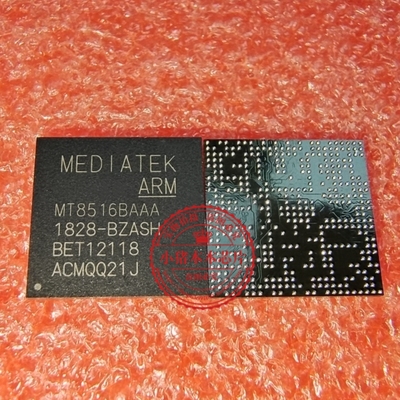 MEDIATEK
ARM
MT8516BAAA
1828-BZASH
BET12118
ACMQQ21J